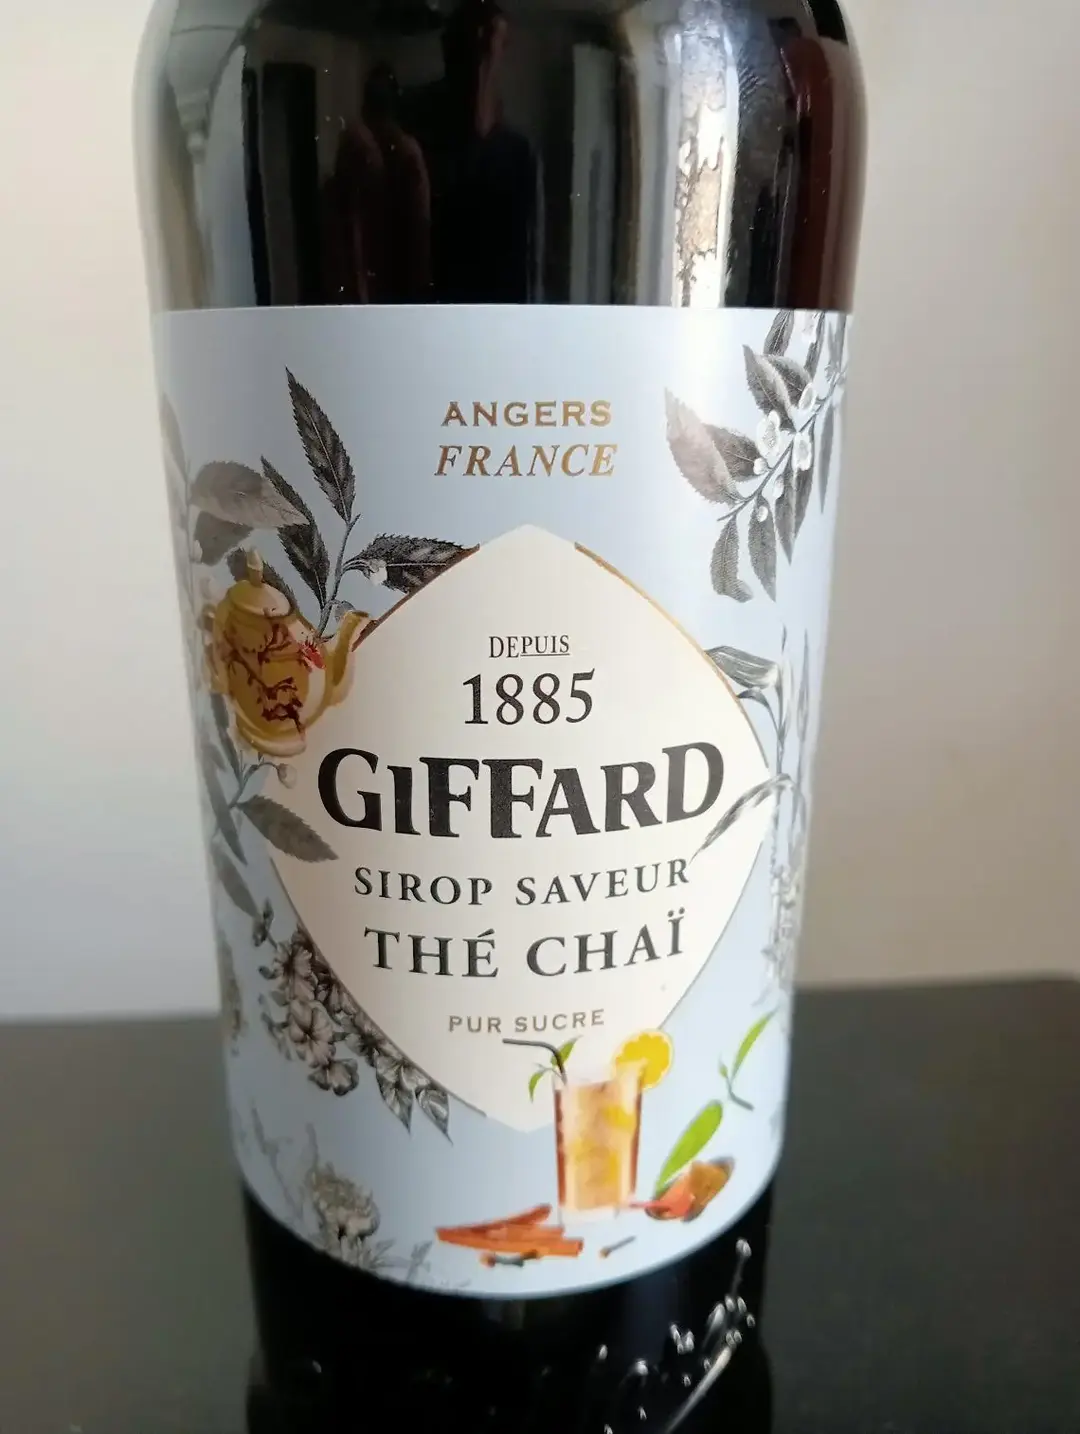 ANGERS
FRANCE
DEPUIS
1885
GIFFARD
SIROP SAVEUR
THÉ CHAÏ
PUR SUCRE